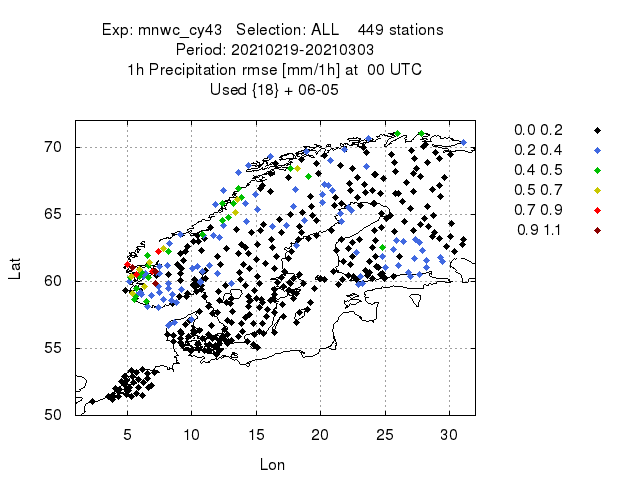 Exp: mnwc_cy43 Selection: ALL 449 stations
Period: 20210219-20210303
1h Precipitation rmse [mm/1h] at 00 UTC
Used {18} + 06-05
0.0 0.2
0.2 0.4
0.4 0.5
0.5 0.7
0.7 0.9
0.9 1.1
70
65
60
55
50
Lat
5 10 15 20 25 30
Lon